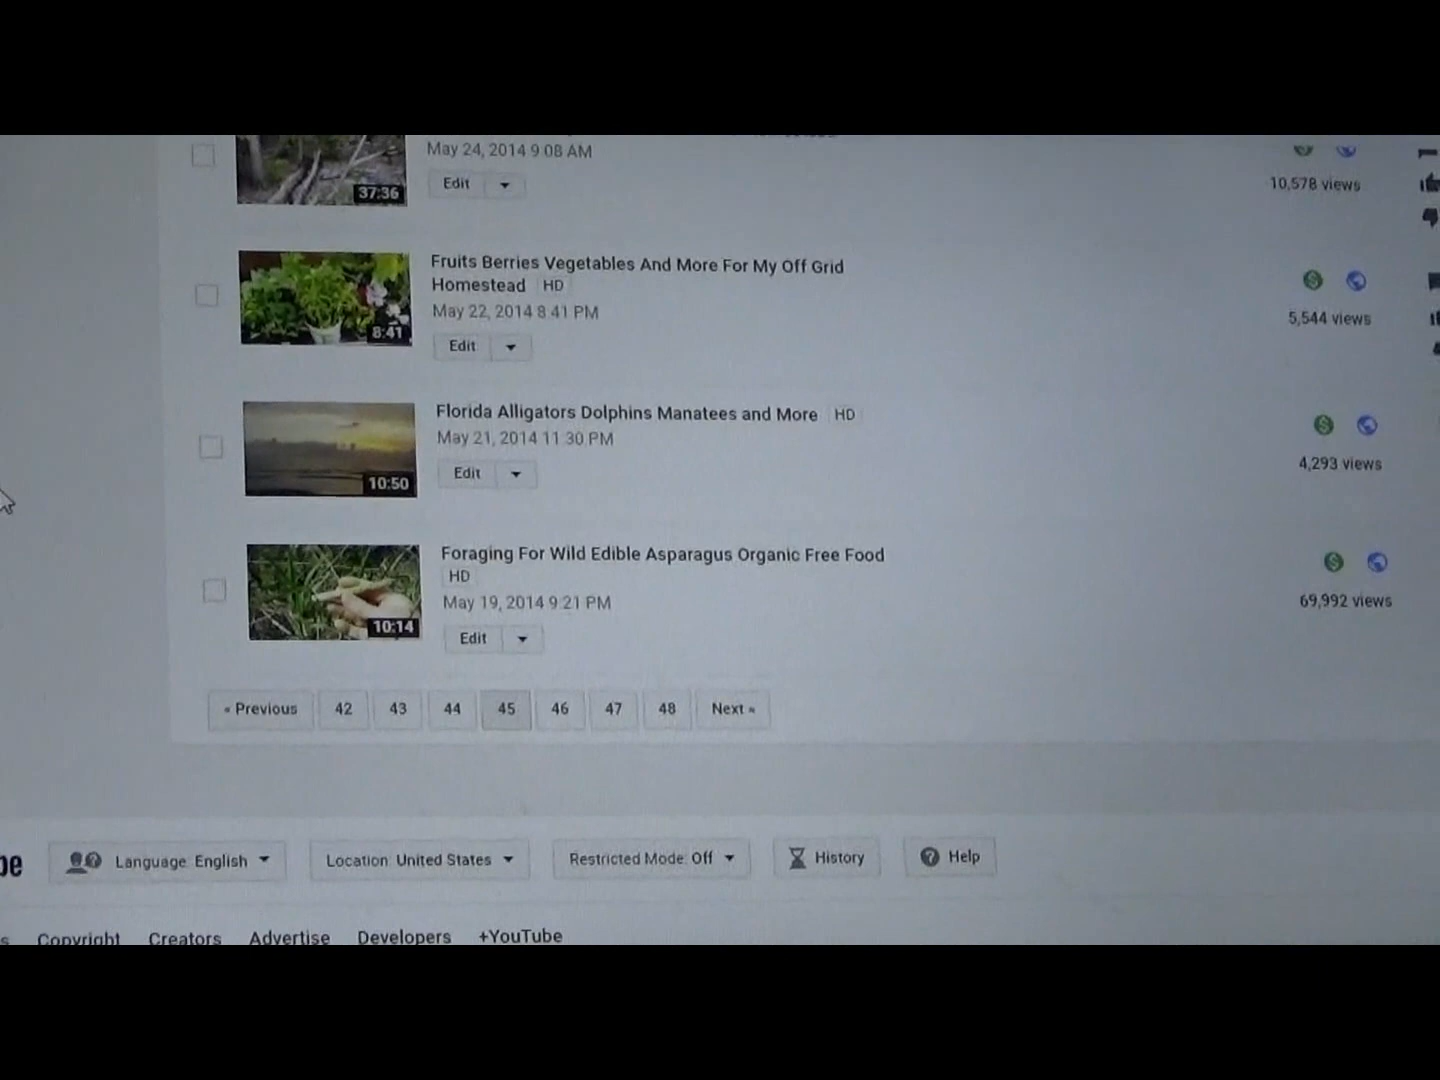 May 24, 2014 9:08 AM
37:36
Edit
10,578 views
Fruits Berries Vegetables And More For My Off Grid
Homestead HD
May 22, 2014 8:41 PM
8:41
Edit
5,544 views
Florida Alligators Dolphins Manatees and More HD
May 21, 2014 11:30 PM
10:50
Edit
4,293 views
Foraging For Wild Edible Asparagus Organic Free Food
HD
May 19, 2014 9:21 PM
10:14
Edit
69,992 views
« Previous 42 43 44 45 46 47 48 Next »
be Language: English Location: United States Restricted Mode: Off History Help
s Copyright Creators Advertise Developers +YouTube